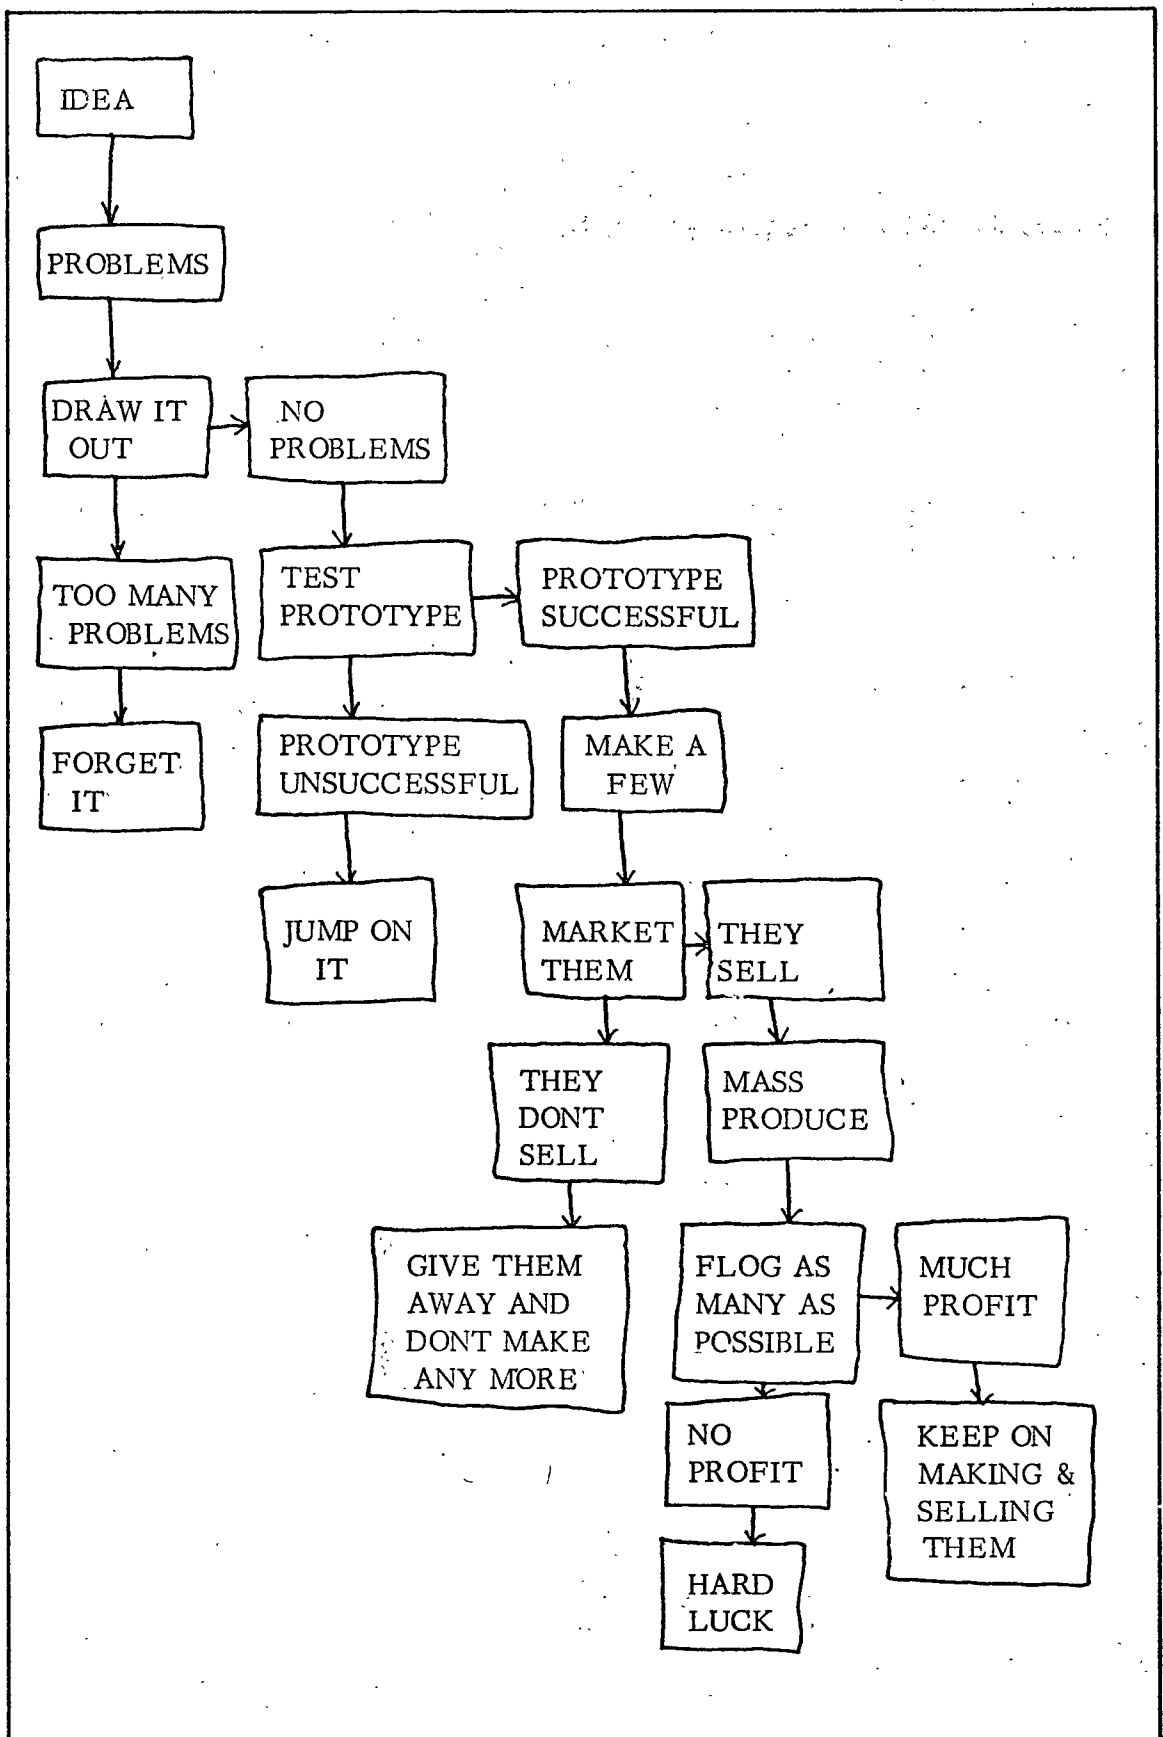 IDEA
PROBLEMS
DRAW IT
OUT
NO
PROBLEMS
TOO MANY
PROBLEMS
TEST
PROTOTYPE
PROTOTYPE
SUCCESSFUL
FORGET
IT
PROTOTYPE
UNSUCCESSFUL
MAKE A
FEW
JUMP ON
IT
MARKET
THEM
THEY
SELL
THEY
DONT
SELL
MASS
PRODUCE
GIVE THEM
AWAY AND
DONT MAKE
ANY MORE
FLOG AS
MANY AS
POSSIBLE
MUCH
PROFIT
NO
PROFIT
KEEP ON
MAKING &
SELLING
THEM
HARD
LUCK